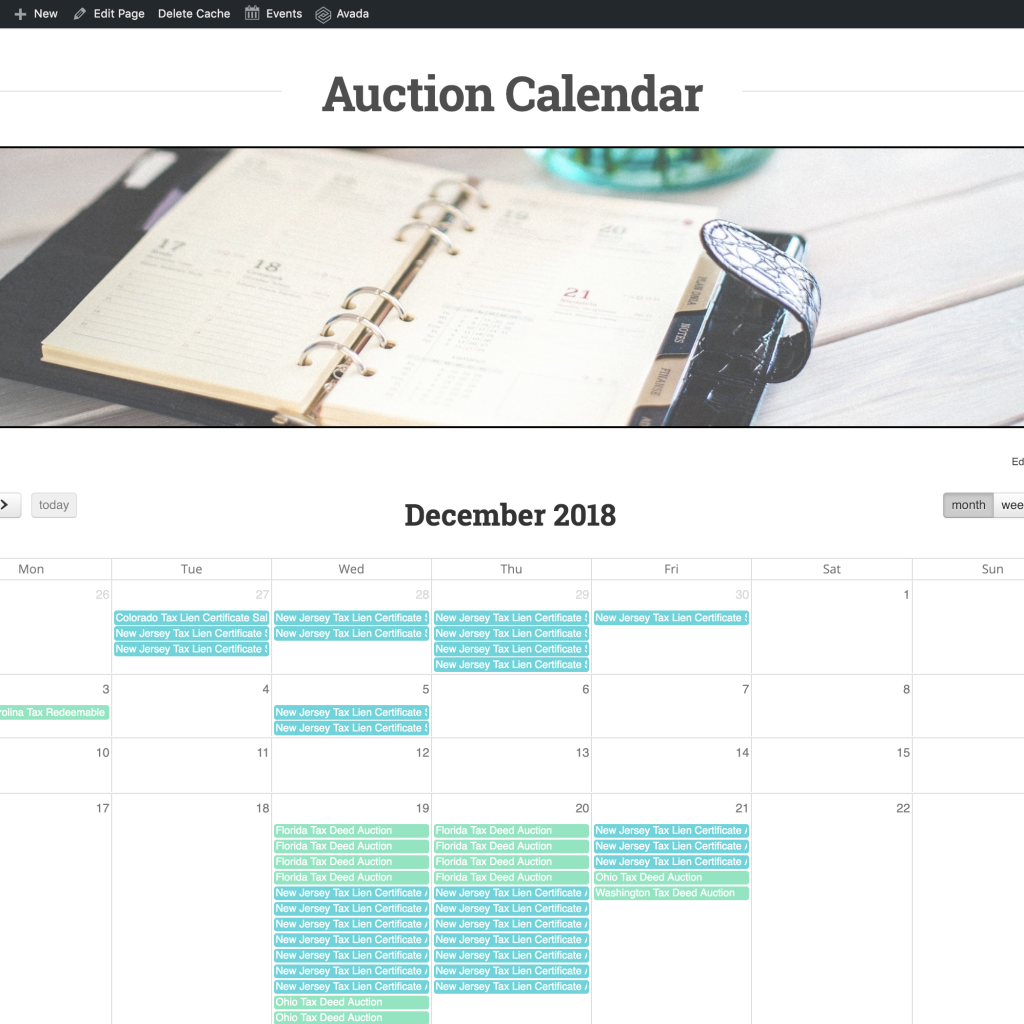 New Edit Page Delete Cache Events Avada
Auction Calendar
17
18
19
20
21
NOTES
FINANSE
Ed
today
December 2018
month wee
Mon Tue Wed Thu Fri Sat Sun
26 27 28 29 30 1
Colorado Tax Lien Certificate Sal
New Jersey Tax Lien Certificate S
New Jersey Tax Lien Certificate S
New Jersey Tax Lien Certificate S
New Jersey Tax Lien Certificate S
New Jersey Tax Lien Certificate S
New Jersey Tax Lien Certificate S
New Jersey Tax Lien Certificate S
New Jersey Tax Lien Certificate S
New Jersey Tax Lien Certificate S
3 4 5 6 7 8
rolina Tax Redeemable
New Jersey Tax Lien Certificate S
New Jersey Tax Lien Certificate S
10 11 12 13 14 15
17 18 19 20 21 22
Florida Tax Deed Auction
Florida Tax Deed Auction
Florida Tax Deed Auction
Florida Tax Deed Auction
New Jersey Tax Lien Certificate A
New Jersey Tax Lien Certificate A
New Jersey Tax Lien Certificate A
New Jersey Tax Lien Certificate A
New Jersey Tax Lien Certificate A
New Jersey Tax Lien Certificate A
New Jersey Tax Lien Certificate A
Ohio Tax Deed Auction
Ohio Tax Deed Auction
Florida Tax Deed Auction
Florida Tax Deed Auction
Florida Tax Deed Auction
Florida Tax Deed Auction
New Jersey Tax Lien Certificate A
New Jersey Tax Lien Certificate A
New Jersey Tax Lien Certificate A
New Jersey Tax Lien Certificate A
New Jersey Tax Lien Certificate A
New Jersey Tax Lien Certificate A
New Jersey Tax Lien Certificate A
New Jersey Tax Lien Certificate A
New Jersey Tax Lien Certificate A
New Jersey Tax Lien Certificate A
Ohio Tax Deed Auction
Washington Tax Deed Auction